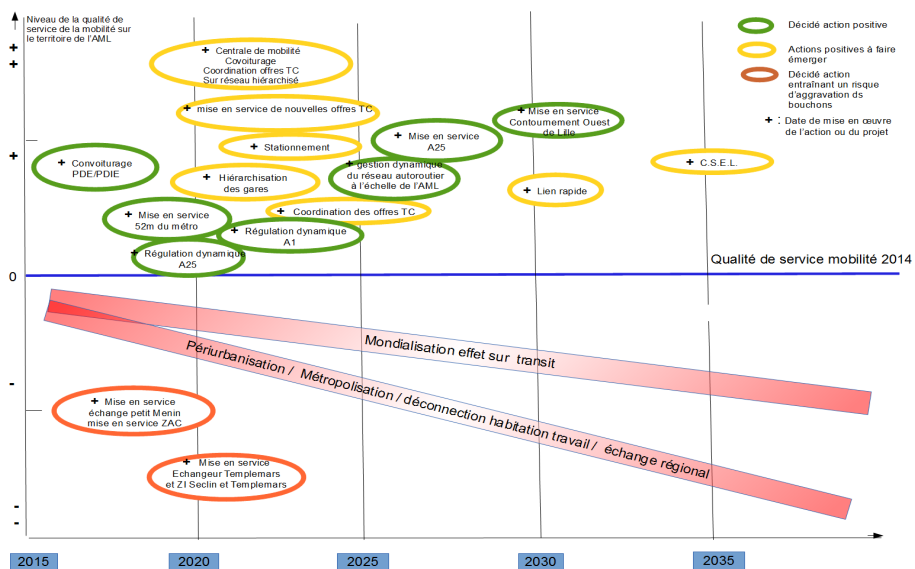 Niveau de la qualité de
service de la mobilité sur
le territoire de l'AML
+
+
+
0
-
-
-
Décidé action positive
Actions positives à faire
émerger
Décidé action
entraînant un risque
d'aggravation ds
bouchons
+ : Date de mise en œuvre
de l'action ou du projet
+ Centrale de mobilité
Covoiturage
Coordination offres TC
Sur réseau hiérarchisé
+ mise en service de nouvelles offres TC
+ Stationnement
+ Hiérarchisation
des gares
+ Coordination des offres TC
+ Convoiturage
PDE/PDIE
+ Mise en service
52m du métro
+ Régulation dynamique
A25
+ Régulation dynamique
A1
+ Mise en service
A25
+ gestion dynamique
du réseau autoroutier
à l'échelle de l'AML
+ Mise en service
Contournement Ouest
de Lille
+ Lien rapide
+ C.S.E.L.
Qualité de service mobilité 2014
Mondialisation effet sur transit
Périurbanisation / Métropolisation / déconnection habitation travail / échange régional
+ Mise en service
échange petit Menin
mise en service ZAC
+ Mise en service
Echangeur Templemars
et ZI Seclin et Templemars
2015
2020
2025
2030
2035